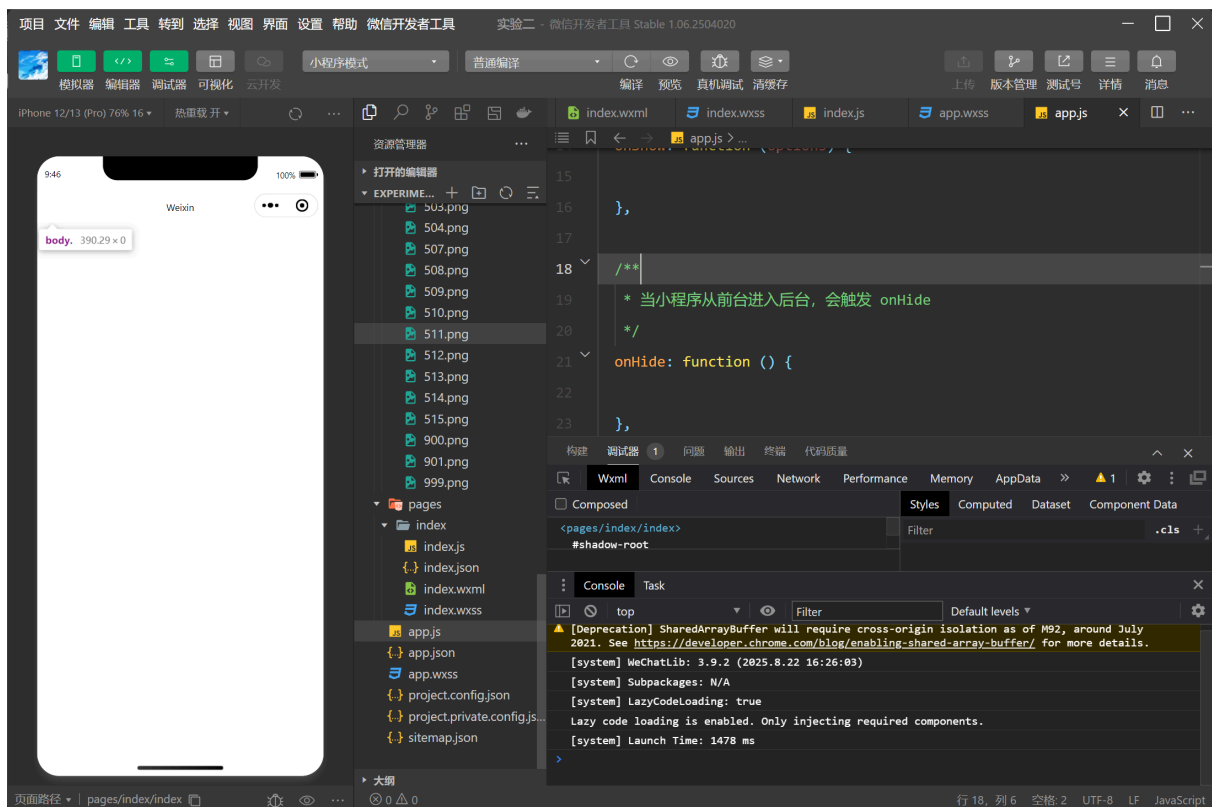 项目 文件 编辑 工具 转到 选择 视图 界面 设置 帮助 微信开发者工具 实验二 - 微信开发者工具 Stable 1.06.2504020
小程序模式 普通编译
模拟器 编辑器 调试器 可视化 云开发 编译 预览 真机调试 清缓存 上传 版本管理 测试号 详情 消息
iPhone 12/13 (Pro) 76% 16 热重载 开
9:46 100%
Weixin
body. 390.29 × 0
页面路径 pages/index/index
资源管理器
打开的编辑器
EXPERIME...
503.png
504.png
507.png
508.png
509.png
510.png
511.png
512.png
513.png
514.png
515.png
900.png
901.png
999.png
pages
index
index.js
index.json
index.wxml
index.wxss
app.js
app.json
app.wxss
project.config.json
project.private.config.js...
sitemap.json
大纲
0 0
index.wxml index.wxss index.js app.wxss app.js
app.js > ...
onShow: function (options) {
15
16 },
17
18 /**
19 * 当小程序从前台进入后台，会触发 onHide
20 */
21 onHide: function () {
22
23 },
构建 调试器 1 问题 输出 终端 代码质量
Wxml Console Sources Network Performance Memory AppData 1
Composed
<pages/index/index>
#shadow-root
Styles Computed Dataset Component Data
Filter .cls
Console Task
top Filter Default levels
[Deprecation] SharedArrayBuffer will require cross-origin isolation as of M92, around July
2021. See https://developer.chrome.com/blog/enabling-shared-array-buffer/ for more details.
[system] WeChatLib: 3.9.2 (2025.8.22 16:26:03)
[system] Subpackages: N/A
[system] LazyCodeLoading: true
Lazy code loading is enabled. Only injecting required components.
[system] Launch Time: 1478 ms
行 18，列 6 空格: 2 UTF-8 LF JavaScript